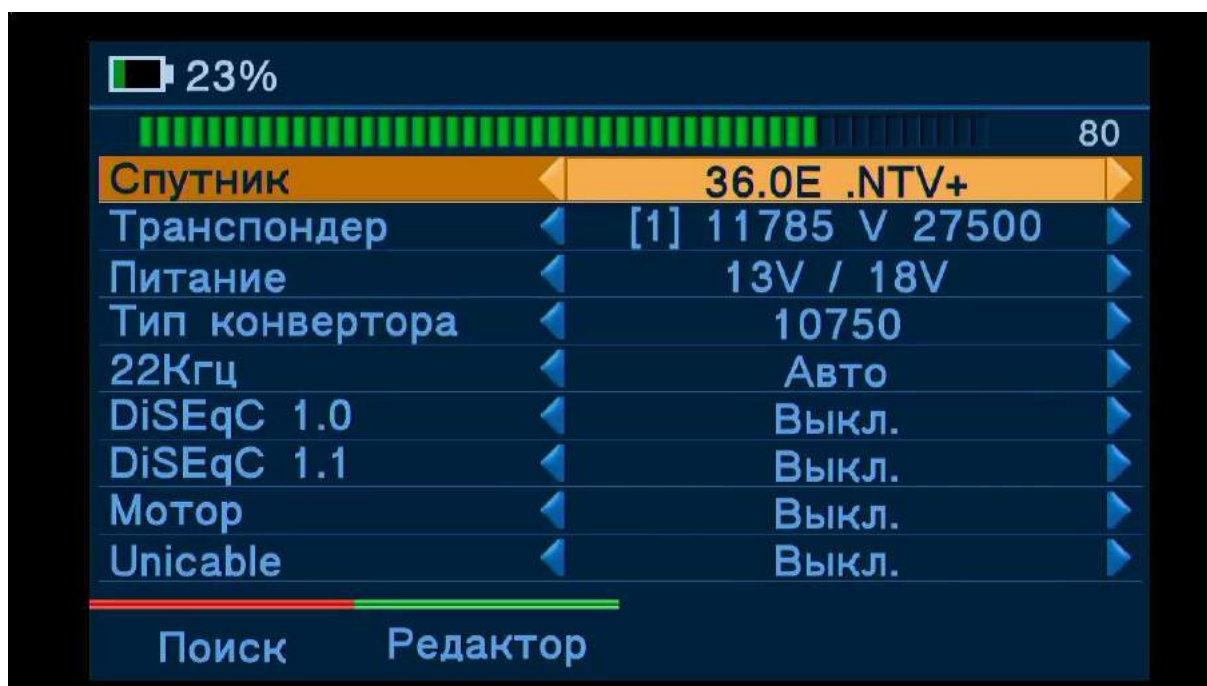 23%
80
Спутник 36.0E .NTV+
Транспондер [1] 11785 V 27500
Питание 13V / 18V
Тип конвертора 10750
22Кгц Авто
DiSEqC 1.0 Выкл.
DiSEqC 1.1 Выкл.
Мотор Выкл.
Unicable Выкл.
Поиск Редактор